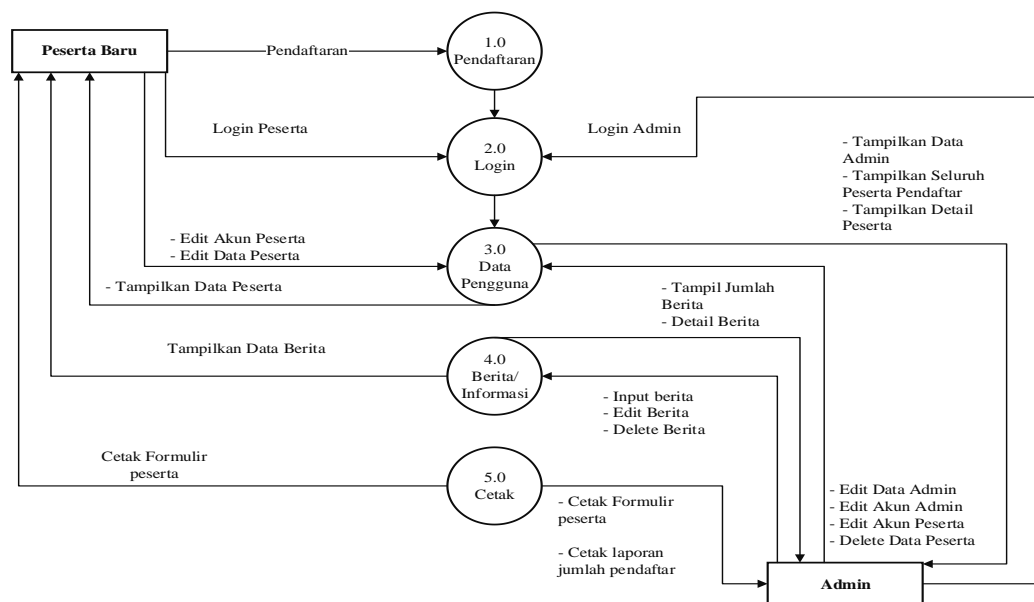 Peserta Baru
Pendaftaran
1.0
Pendaftaran
Login Peserta
2.0
Login
Login Admin
- Tampilkan Data
Admin
- Tampilkan Seluruh
Peserta Pendaftar
- Tampilkan Detail
Peserta
- Edit Akun Peserta
- Edit Data Peserta
3.0
Data
Pengguna
- Tampilkan Data Peserta
- Tampil Jumlah
Berita
- Detail Berita
Tampilkan Data Berita
4.0
Berita/
Informasi
- Input berita
- Edit Berita
- Delete Berita
Cetak Formulir
peserta
5.0
Cetak
- Cetak Formulir
peserta
- Cetak laporan
jumlah pendaftar
- Edit Data Admin
- Edit Akun Admin
- Edit Akun Peserta
- Delete Data Peserta
Admin